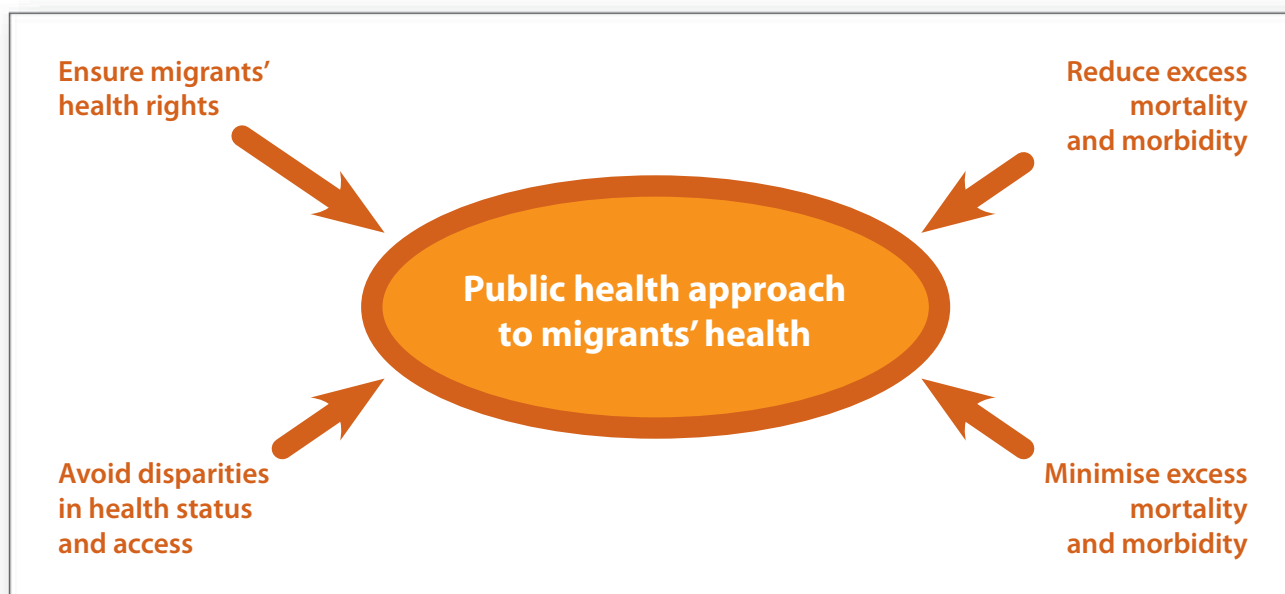 Ensure migrants’
health rights
Reduce excess
mortality
and morbidity
Public health approach
to migrants’ health
Avoid disparities
in health status
and access
Minimise excess
mortality
and morbidity